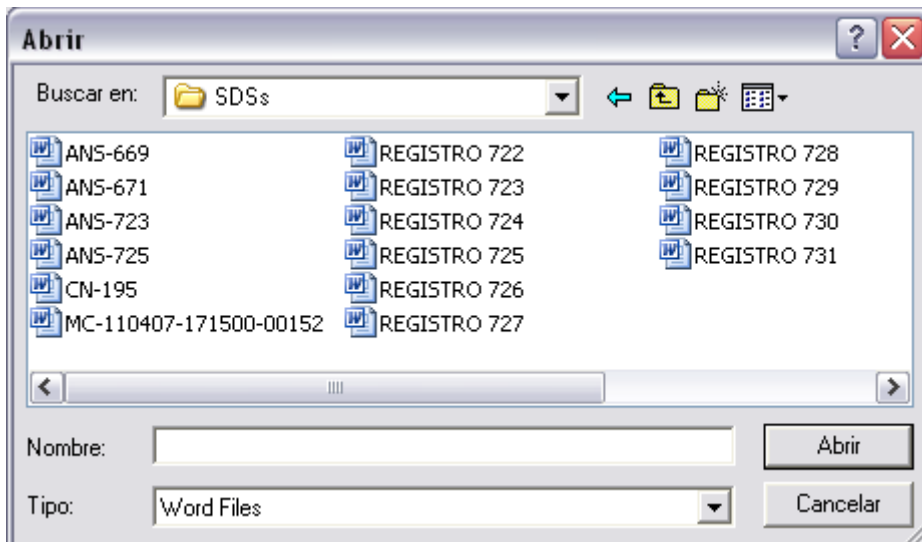 Abrir
Buscar en: SDSs
ANS-669 REGISTRO 722 REGISTRO 728
ANS-671 REGISTRO 723 REGISTRO 729
ANS-723 REGISTRO 724 REGISTRO 730
ANS-725 REGISTRO 725 REGISTRO 731
CN-195 REGISTRO 726
MC-110407-171500-00152 REGISTRO 727
Nombre: Abrir
Tipo: Word Files Cancelar